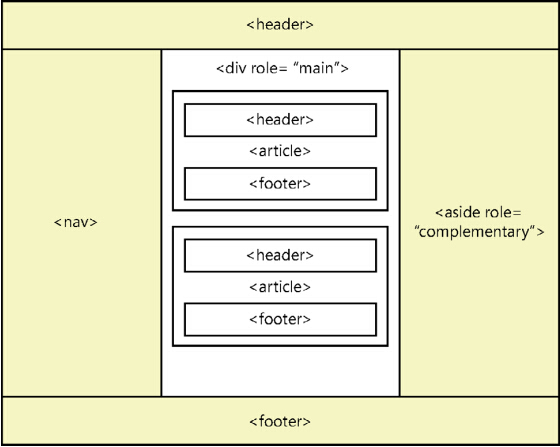 <header>
<div role= “main”>
<header>
<article>
<footer>
<nav>
<aside role=
“complementary”>
<header>
<article>
<footer>
<footer>